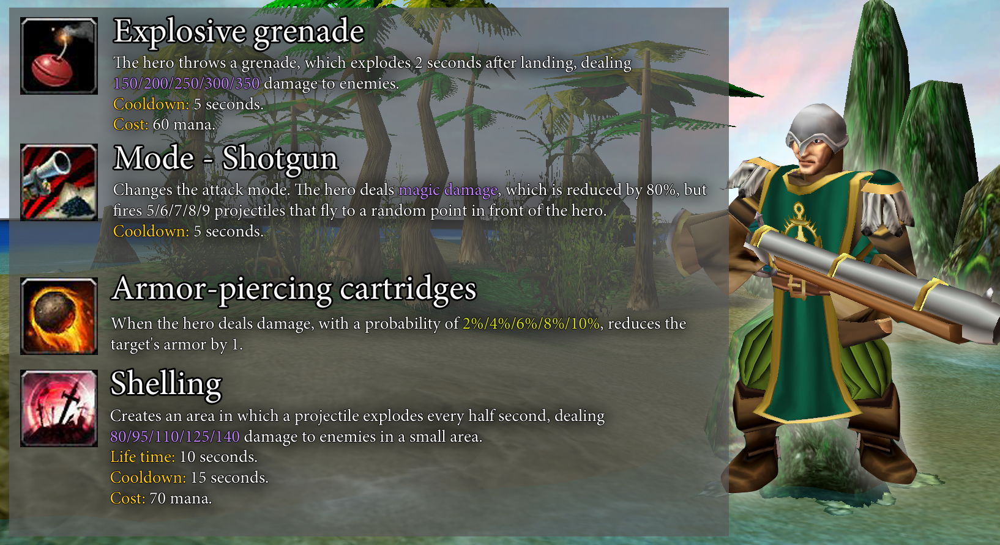 Explosive grenade
The hero throws a grenade, which explodes 2 seconds after landing, dealing
150/200/250/300/350 damage to enemies.
Cooldown: 5 seconds.
Cost: 60 mana.
Mode - Shotgun
Changes the attack mode. The hero deals magic damage, which is reduced by 80%, but
fires 5/6/7/8/9 projectiles that fly to a random point in front of the hero.
Cooldown: 5 seconds.
Armor-piercing cartridges
When the hero deals damage, with a probability of 2%/4%/6%/8%/10%, reduces the
target's armor by 1.
Shelling
Creates an area in which a projectile explodes every half second, dealing
80/95/110/125/140 damage to enemies in a small area.
Life time: 10 seconds.
Cooldown: 15 seconds.
Cost: 70 mana.